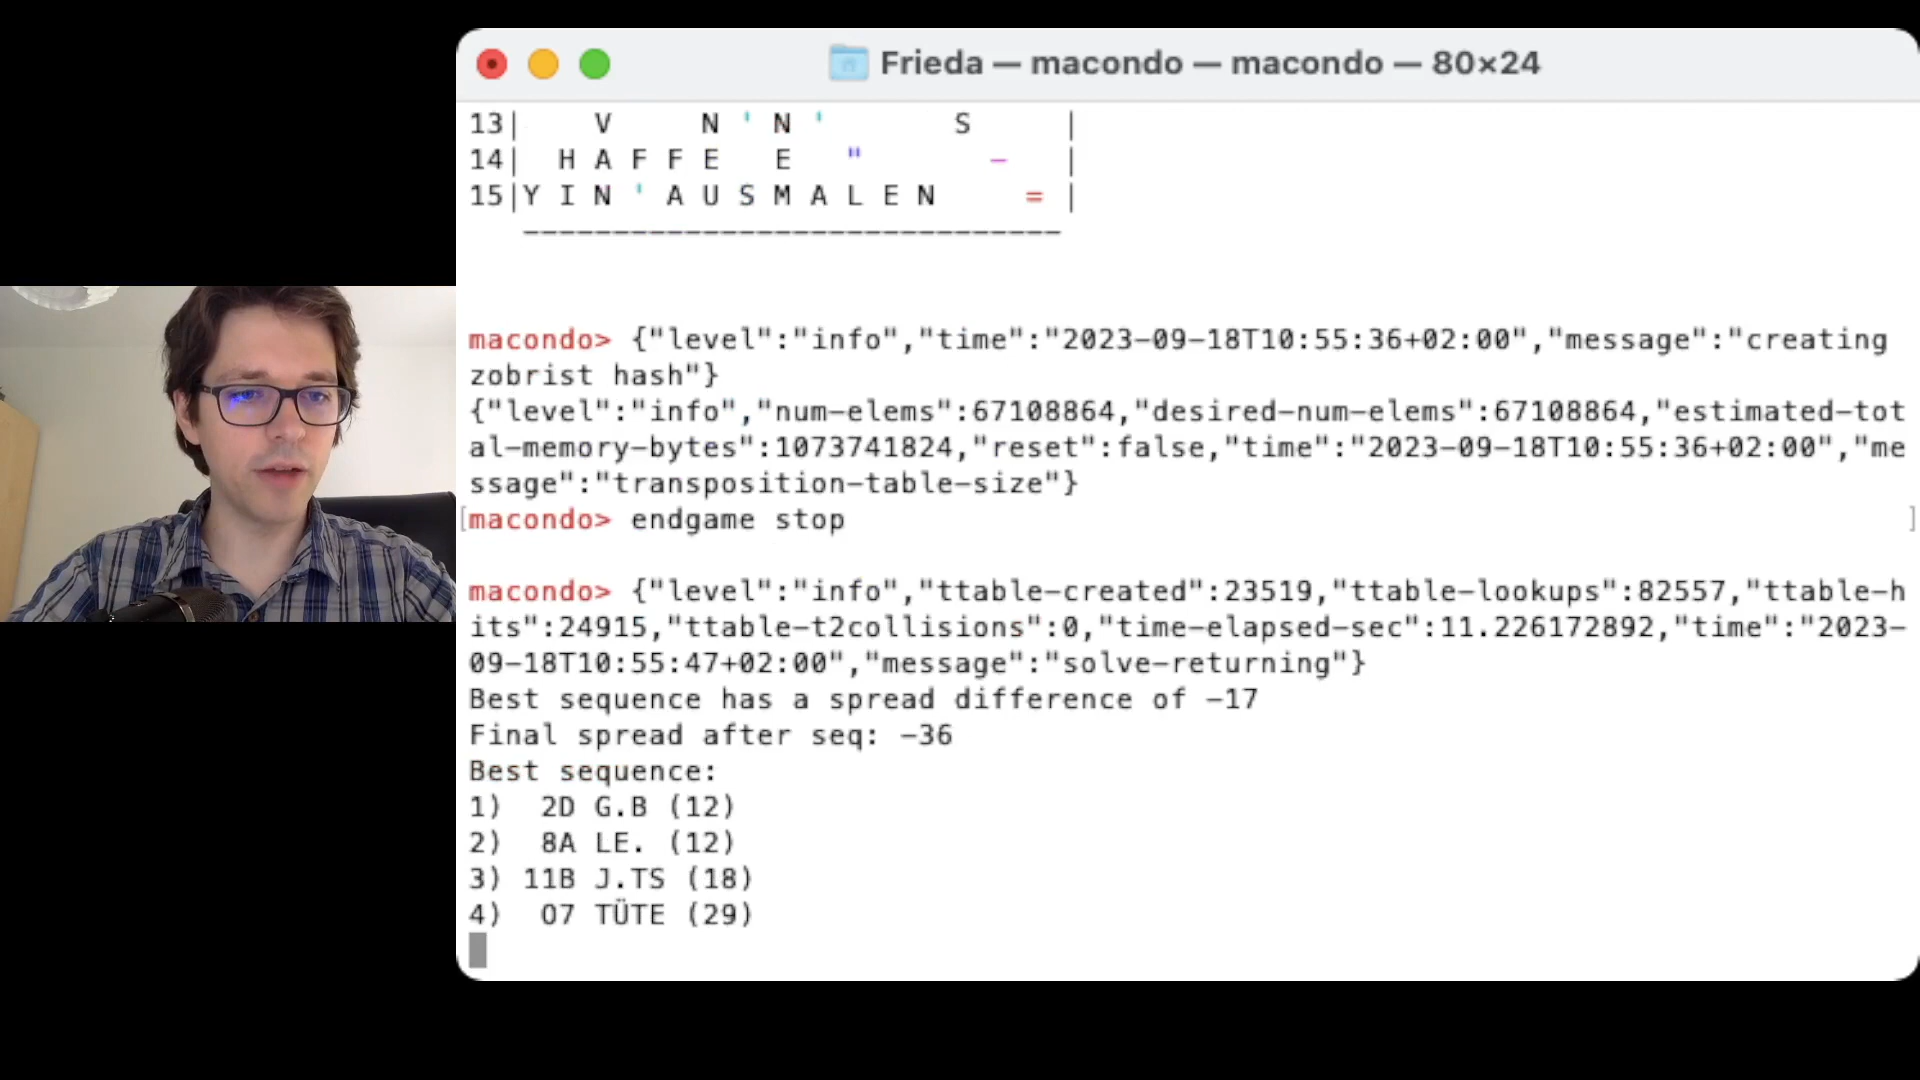 Frieda — macondo — macondo — 80×24
13| V N ' N ' S |
14| H A F F E E " – |
15|Y I N ' A U S M A L E N = |
------------------------------
macondo> {"level":"info","time":"2023-09-18T10:55:36+02:00","message":"creating
zobrist hash"}
{"level":"info","num-elems":67108864,"desired-num-elems":67108864,"estimated-tot
al-memory-bytes":1073741824,"reset":false,"time":"2023-09-18T10:55:36+02:00","me
ssage":"transposition-table-size"}
[macondo> endgame stop ]
macondo> {"level":"info","ttable-created":23519,"ttable-lookups":82557,"ttable-h
its":24915,"ttable-t2collisions":0,"time-elapsed-sec":11.226172892,"time":"2023-
09-18T10:55:47+02:00","message":"solve-returning"}
Best sequence has a spread difference of -17
Final spread after seq: -36
Best sequence:
1) 2D G.B (12)
2) 8A LE. (12)
3) 11B J.TS (18)
4) O7 TÜTE (29)